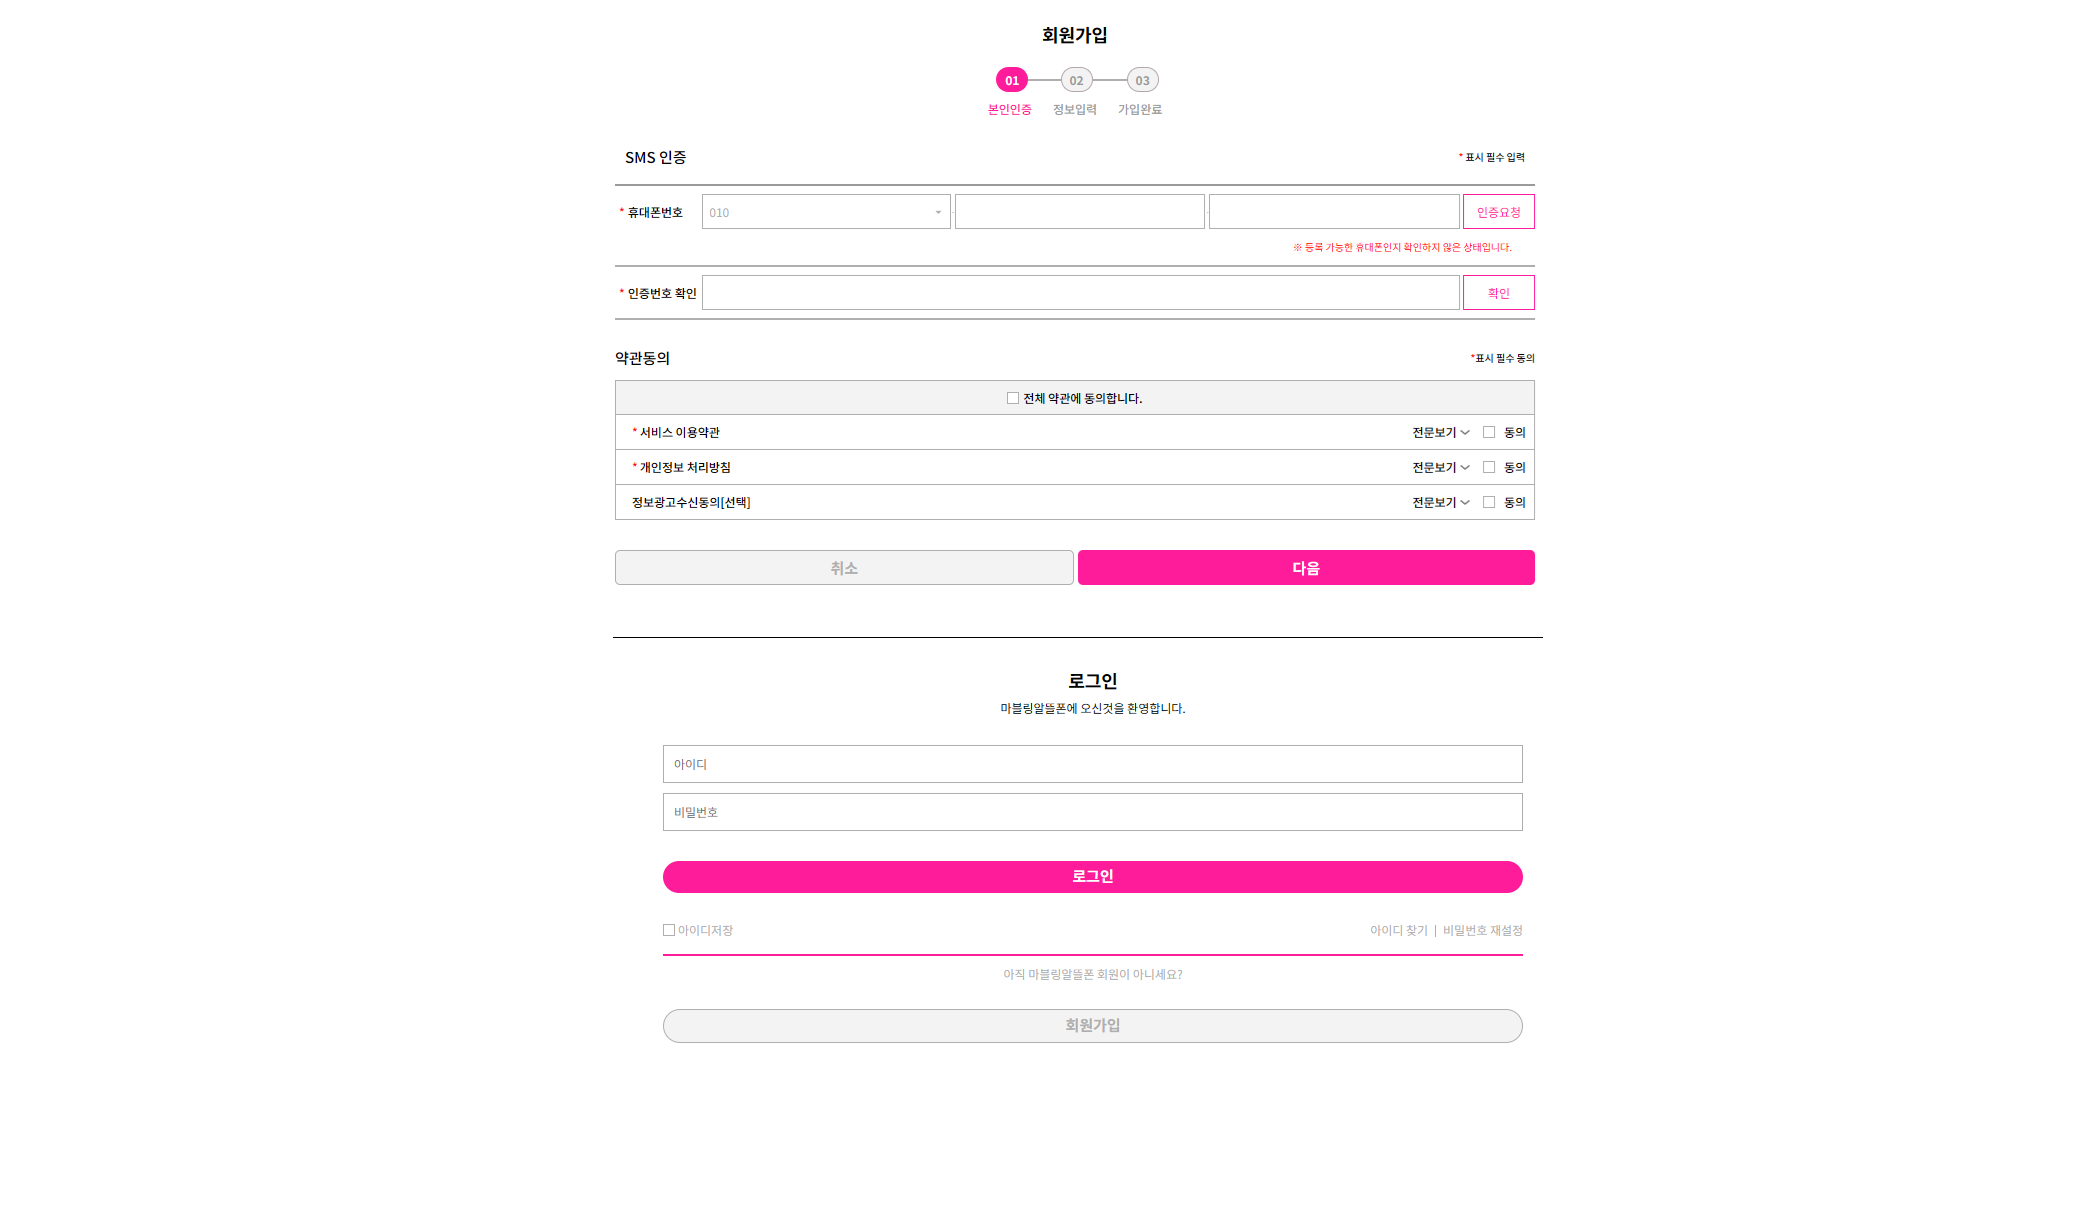 회원가입
01 02 03
본인인증 정보입력 가입완료
SMS 인증 * 표시 필수 입력
* 휴대폰번호 010 - - 인증요청
※ 등록 가능한 휴대폰인지 확인하지 않은 상태입니다.
* 인증번호 확인 확인
약관동의 *표시 필수 동의
전체 약관에 동의합니다.
* 서비스 이용약관 전문보기 동의
* 개인정보 처리방침 전문보기 동의
정보광고수신동의[선택] 전문보기 동의
취소 다음
로그인
마블링알뜰폰에 오신것을 환영합니다.
아이디
비밀번호
로그인
아이디저장 아이디 찾기 | 비밀번호 재설정
아직 마블링알뜰폰 회원이 아니세요?
회원가입